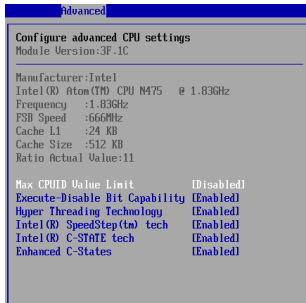 Advanced
Configure advanced CPU settings
Module Version:3F.1C
Manufacturer:Intel
Intel(R) Atom(TM) CPU N475 @ 1.83GHz
Frequency :1.83GHz
FSB Speed :666MHz
Cache L1 :24 KB
Cache Size :512 KB
Ratio Actual Value:11
Max CPUID Value Limit [Disabled]
Execute-Disable Bit Capability [Enabled]
Hyper Threading Technology [Enabled]
Intel(R) SpeedStep(tm) tech [Enabled]
Intel(R) C-STATE tech [Enabled]
Enhanced C-States [Enabled]